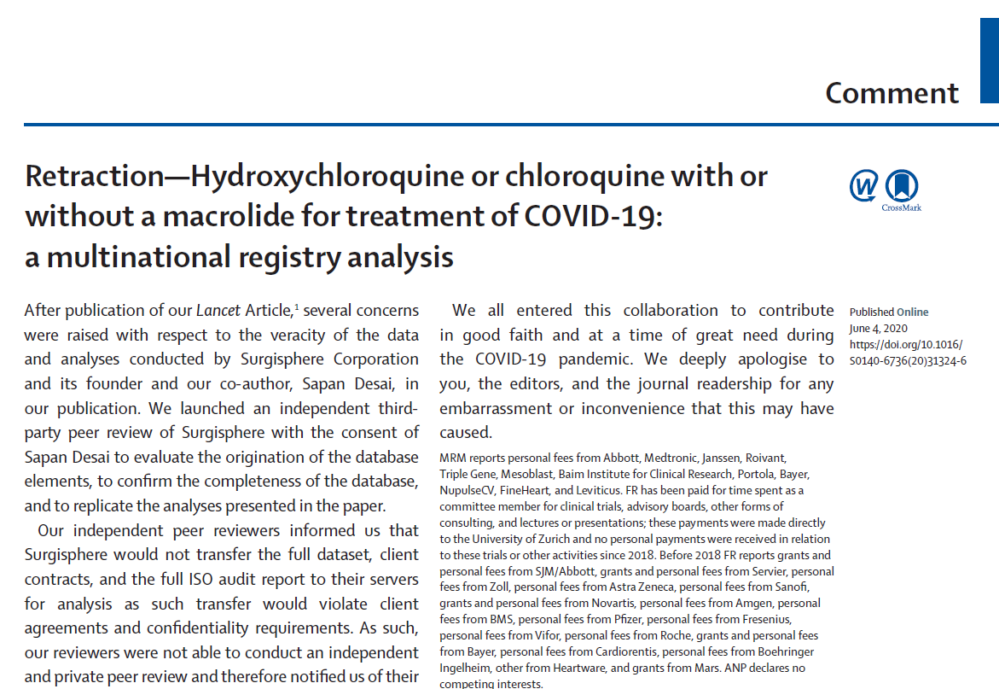 Comment
Retraction—Hydroxychloroquine or chloroquine with or
without a macrolide for treatment of COVID-19:
a multinational registry analysis
W
CrossMark
After publication of our Lancet Article,1 several concerns
were raised with respect to the veracity of the data
and analyses conducted by Surgisphere Corporation
and its founder and our co-author, Sapan Desai, in
our publication. We launched an independent third-
party peer review of Surgisphere with the consent of
Sapan Desai to evaluate the origination of the database
elements, to confirm the completeness of the database,
and to replicate the analyses presented in the paper.
Our independent peer reviewers informed us that
Surgisphere would not transfer the full dataset, client
contracts, and the full ISO audit report to their servers
for analysis as such transfer would violate client
agreements and confidentiality requirements. As such,
our reviewers were not able to conduct an independent
and private peer review and therefore notified us of their
We all entered this collaboration to contribute
in good faith and at a time of great need during
the COVID-19 pandemic. We deeply apologise to
you, the editors, and the journal readership for any
embarrassment or inconvenience that this may have
caused.
MRM reports personal fees from Abbott, Medtronic, Janssen, Roivant,
Triple Gene, Mesoblast, Baim Institute for Clinical Research, Portola, Bayer,
NupulseCV, FineHeart, and Leviticus. FR has been paid for time spent as a
committee member for clinical trials, advisory boards, other forms of
consulting, and lectures or presentations; these payments were made directly
to the University of Zurich and no personal payments were received in relation
to these trials or other activities since 2018. Before 2018 FR reports grants and
personal fees from SJM/Abbott, grants and personal fees from Servier, personal
fees from Zoll, personal fees from Astra Zeneca, personal fees from Sanofi,
grants and personal fees from Novartis, personal fees from Amgen, personal
fees from BMS, personal fees from Pfizer, personal fees from Fresenius,
personal fees from Vifor, personal fees from Roche, grants and personal fees
from Bayer, personal fees from Cardiorentis, personal fees from Boehringer
Ingelheim, other from Heartware, and grants from Mars. ANP declares no
competing interests.
Published Online
June 4, 2020
https://doi.org/10.1016/
S0140-6736(20)31324-6